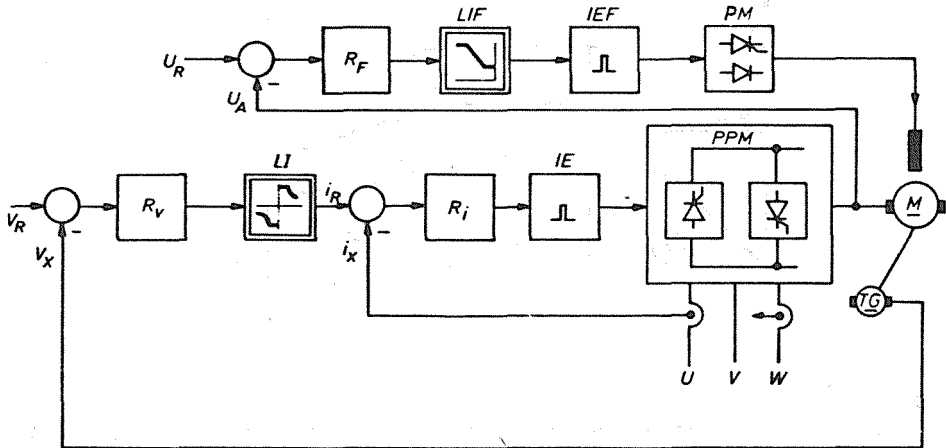 LIF IEF PM
U_R R_F
U_A -
PPM
LI IE
i_R
V_R R_v R_i -
- -
V_X i_X
M
TG
U V W